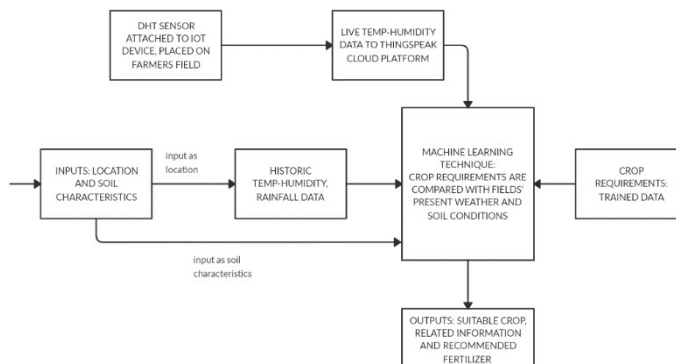 DHT SENSOR
ATTACHED TO IOT
DEVICE, PLACED ON
FARMERS FIELD
LIVE TEMP-HUMIDITY
DATA TO THINGSPEAK
CLOUD PLATFORM
INPUTS: LOCATION
AND SOIL
CHARACTERISTICS
input as
location
HISTORIC
TEMP-HUMIDITY,
RAINFALL DATA
MACHINE LEARNING
TECHNIQUE:
CROP REQUIREMENTS ARE
COMPARED WITH FIELDS'
PRESENT WEATHER AND
SOIL CONDITIONS
CROP
REQUIREMENTS:
TRAINED DATA
input as soil
characteristics
OUTPUTS: SUITABLE CROP,
RELATED INFORMATION
AND RECOMMENDED
FERTILIZER